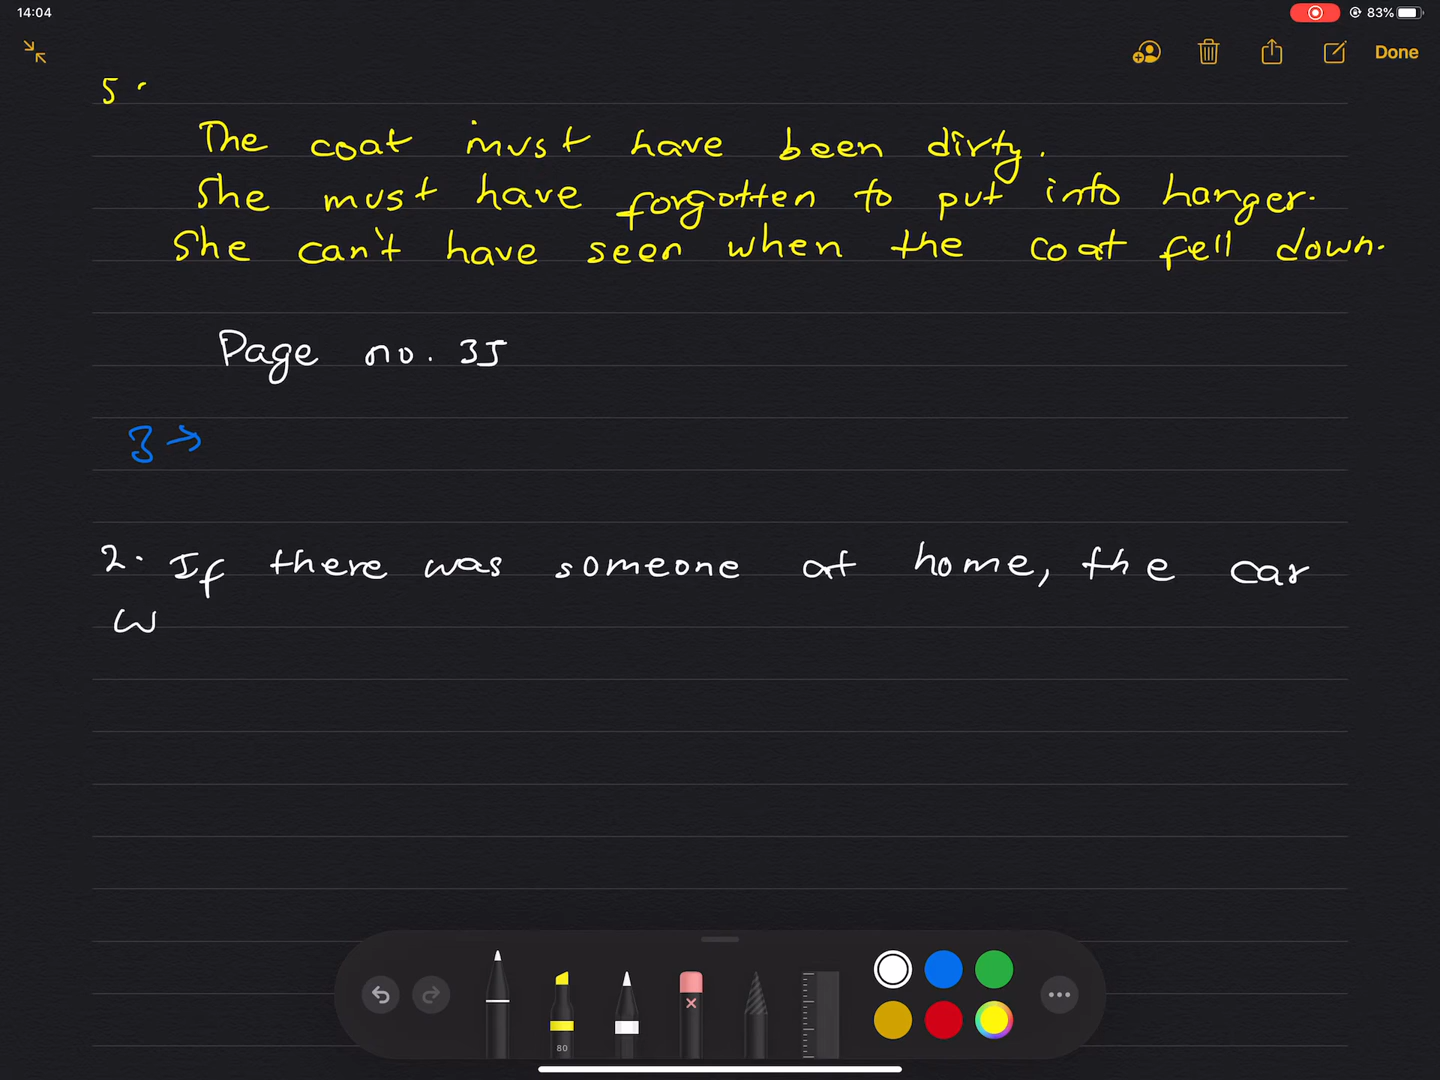 14:04
83%
Done
5.
The coat must have been dirty.
She must have forgotten to put into hanger.
She can't have seen when the coat fell down.
Page no. 35
3→
2. If there was someone at home, the car
w
80